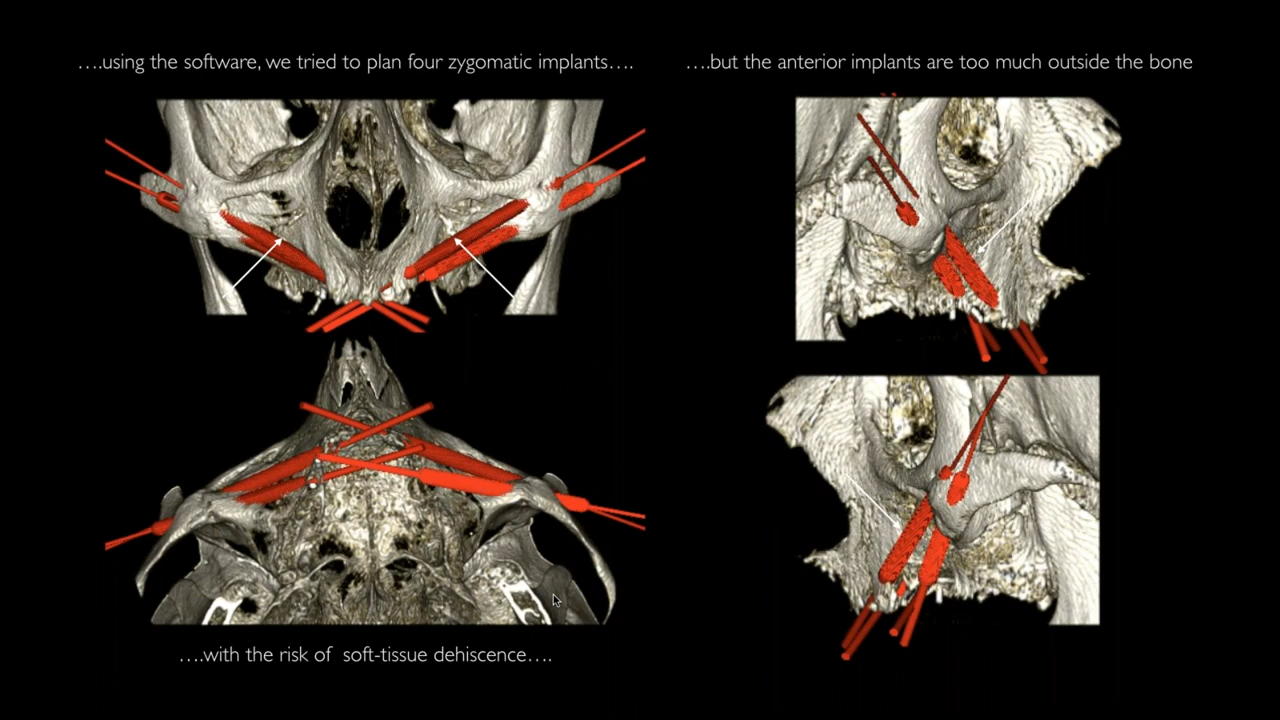 ….using the software, we tried to plan four zygomatic implants….
….but the anterior implants are too much outside the bone
….with the risk of soft-tissue dehiscence….